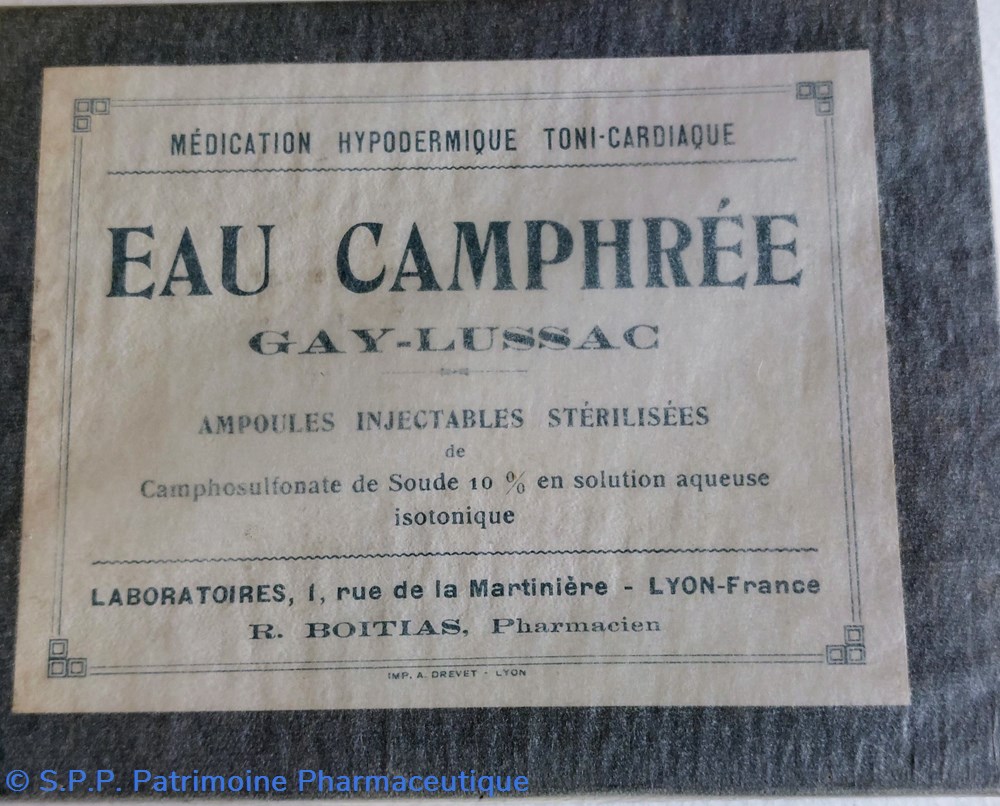 MÉDICATION HYPODERMIQUE TONI-CARDIAQUE
EAU CAMPHRÉE
GAY-LUSSAC
AMPOULES INJECTABLES STÉRILISÉES
de
Camphosulfonate de Soude 10 % en solution aqueuse
isotonique
LABORATOIRES, 1, rue de la Martinière - LYON-France
R. BOITIAS, Pharmacien
IMP. A. DREVET - LYON
© S.P.P. Patrimoine Pharmaceutique